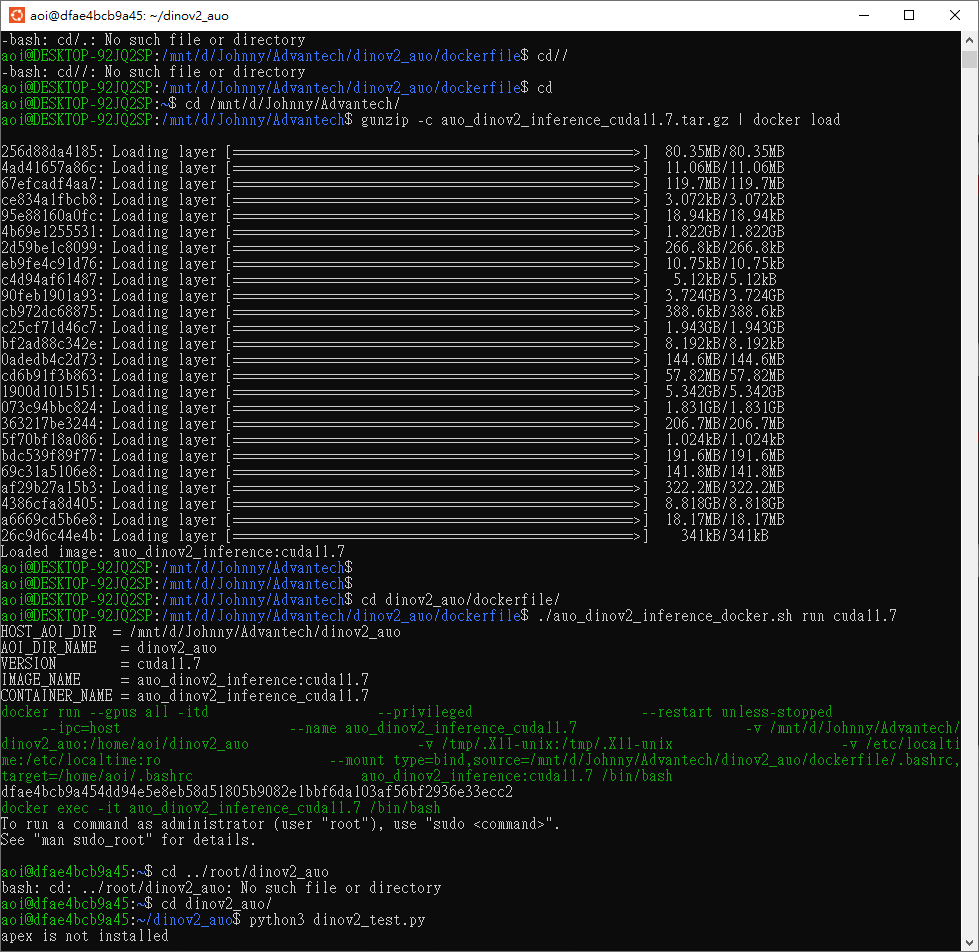 aoi@dfae4bcb9a45: ~/dinov2_auo
-bash: cd/.: No such file or directory
aoi@DESKTOP-92JQ2SP:/mnt/d/Johnny/Advantech/dinov2_auo/dockerfile$ cd//
-bash: cd//: No such file or directory
aoi@DESKTOP-92JQ2SP:/mnt/d/Johnny/Advantech/dinov2_auo/dockerfile$ cd
aoi@DESKTOP-92JQ2SP:~$ cd /mnt/d/Johnny/Advantech/
aoi@DESKTOP-92JQ2SP:/mnt/d/Johnny/Advantech$ gunzip -c auo_dinov2_inference_cuda11.7.tar.gz | docker load
256d88da4185: Loading layer [==================================================>]  80.35MB/80.35MB
4ad41657a86c: Loading layer [==================================================>]  11.06MB/11.06MB
67efcadf4aa7: Loading layer [==================================================>]  119.7MB/119.7MB
ce834a1fbcb8: Loading layer [==================================================>]  3.072kB/3.072kB
95e88160a0fc: Loading layer [==================================================>]  18.94kB/18.94kB
4b69e1255531: Loading layer [==================================================>]  1.822GB/1.822GB
2d59be1c8099: Loading layer [==================================================>]  266.8kB/266.8kB
eb9fe4c91d76: Loading layer [==================================================>]  10.75kB/10.75kB
c4d94af61487: Loading layer [==================================================>]   5.12kB/5.12kB
90feb1901a93: Loading layer [==================================================>]  3.724GB/3.724GB
cb972dc68875: Loading layer [==================================================>]  388.6kB/388.6kB
c25cf71d46c7: Loading layer [==================================================>]  1.943GB/1.943GB
bf2ad88c342e: Loading layer [==================================================>]  8.192kB/8.192kB
0adedb4c2d73: Loading layer [==================================================>]  144.6MB/144.6MB
cd6b91f3b863: Loading layer [==================================================>]  57.82MB/57.82MB
1900d1015151: Loading layer [==================================================>]  5.342GB/5.342GB
073c94bbc824: Loading layer [==================================================>]  1.831GB/1.831GB
363217be3244: Loading layer [==================================================>]  206.7MB/206.7MB
5f70bf18a086: Loading layer [==================================================>]  1.024kB/1.024kB
bdc539f89f77: Loading layer [==================================================>]  191.6MB/191.6MB
69c31a5106e8: Loading layer [==================================================>]  141.8MB/141.8MB
af29b27a15b3: Loading layer [==================================================>]  322.2MB/322.2MB
4386cfa8d405: Loading layer [==================================================>]  8.818GB/8.818GB
a6669cd5b6e8: Loading layer [==================================================>]  18.17MB/18.17MB
26c9d6c44e4b: Loading layer [==================================================>]    341kB/341kB
Loaded image: auo_dinov2_inference:cuda11.7
aoi@DESKTOP-92JQ2SP:/mnt/d/Johnny/Advantech$
aoi@DESKTOP-92JQ2SP:/mnt/d/Johnny/Advantech$
aoi@DESKTOP-92JQ2SP:/mnt/d/Johnny/Advantech$ cd dinov2_auo/dockerfile/
aoi@DESKTOP-92JQ2SP:/mnt/d/Johnny/Advantech/dinov2_auo/dockerfile$ ./auo_dinov2_inference_docker.sh run cuda11.7
HOST_AOI_DIR  = /mnt/d/Johnny/Advantech/dinov2_auo
AOI_DIR_NAME   = dinov2_auo
VERSION        = cuda11.7
IMAGE_NAME     = auo_dinov2_inference:cuda11.7
CONTAINER_NAME = auo_dinov2_inference_cuda11.7
docker run --gpus all -itd                     --privileged                     --restart unless-stopped
     --ipc=host                     --name auo_dinov2_inference_cuda11.7                     -v /mnt/d/Johnny/Advantech/
dinov2_auo:/home/aoi/dinov2_auo                     -v /tmp/.X11-unix:/tmp/.X11-unix                     -v /etc/localti
me:/etc/localtime:ro                     --mount type=bind,source=/mnt/d/Johnny/Advantech/dinov2_auo/dockerfile/.bashrc,
target=/home/aoi/.bashrc                     auo_dinov2_inference:cuda11.7 /bin/bash
dfae4bcb9a454dd94e5e8eb58d51805b9082e1bbf6da103af56bf2936e33ecc2
docker exec -it auo_dinov2_inference_cuda11.7 /bin/bash
To run a command as administrator (user "root"), use "sudo <command>".
See "man sudo_root" for details.
aoi@dfae4bcb9a45:~$ cd ../root/dinov2_auo
bash: cd: ../root/dinov2_auo: No such file or directory
aoi@dfae4bcb9a45:~$ cd dinov2_auo/
aoi@dfae4bcb9a45:~/dinov2_auo$ python3 dinov2_test.py
apex is not installed